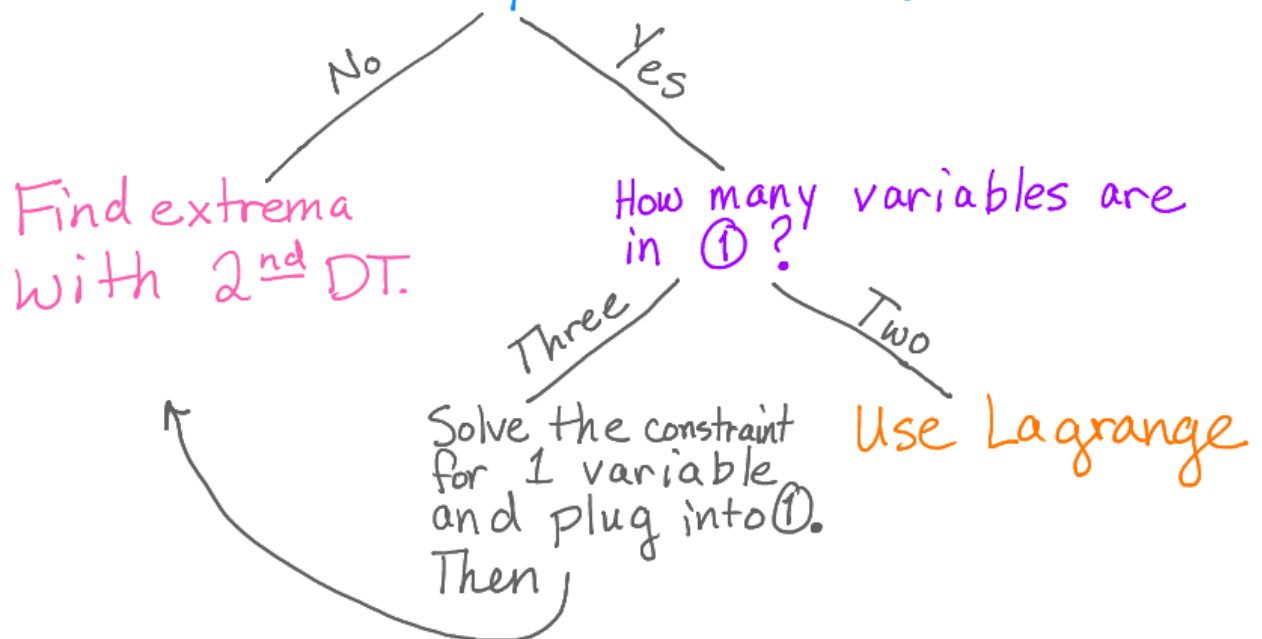 No
Yes
Find extrema
with 2nd DT.
How many variables are
in ① ?
Three
Two
Solve the constraint
for 1 variable
and plug into ①.
Then
Use Lagrange